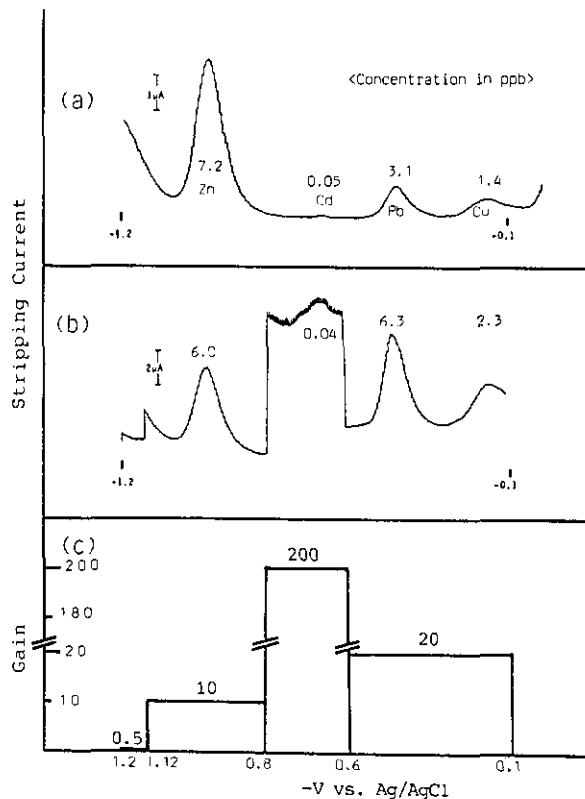 (a)
1μA
<Concentration in ppb>
7.2
Zn
0.05
Cd
3.1
Pb
1.4
Cu
-1.2
-0.1
Stripping Current
(b)
2μA
6.0
0.04
6.3
2.3
-1.2
-0.1
(c)
200
200
180
20
20
10
10
0.5
Gain
1.2
1.12
0.8
0.6
0.1
-V vs. Ag/AgCl